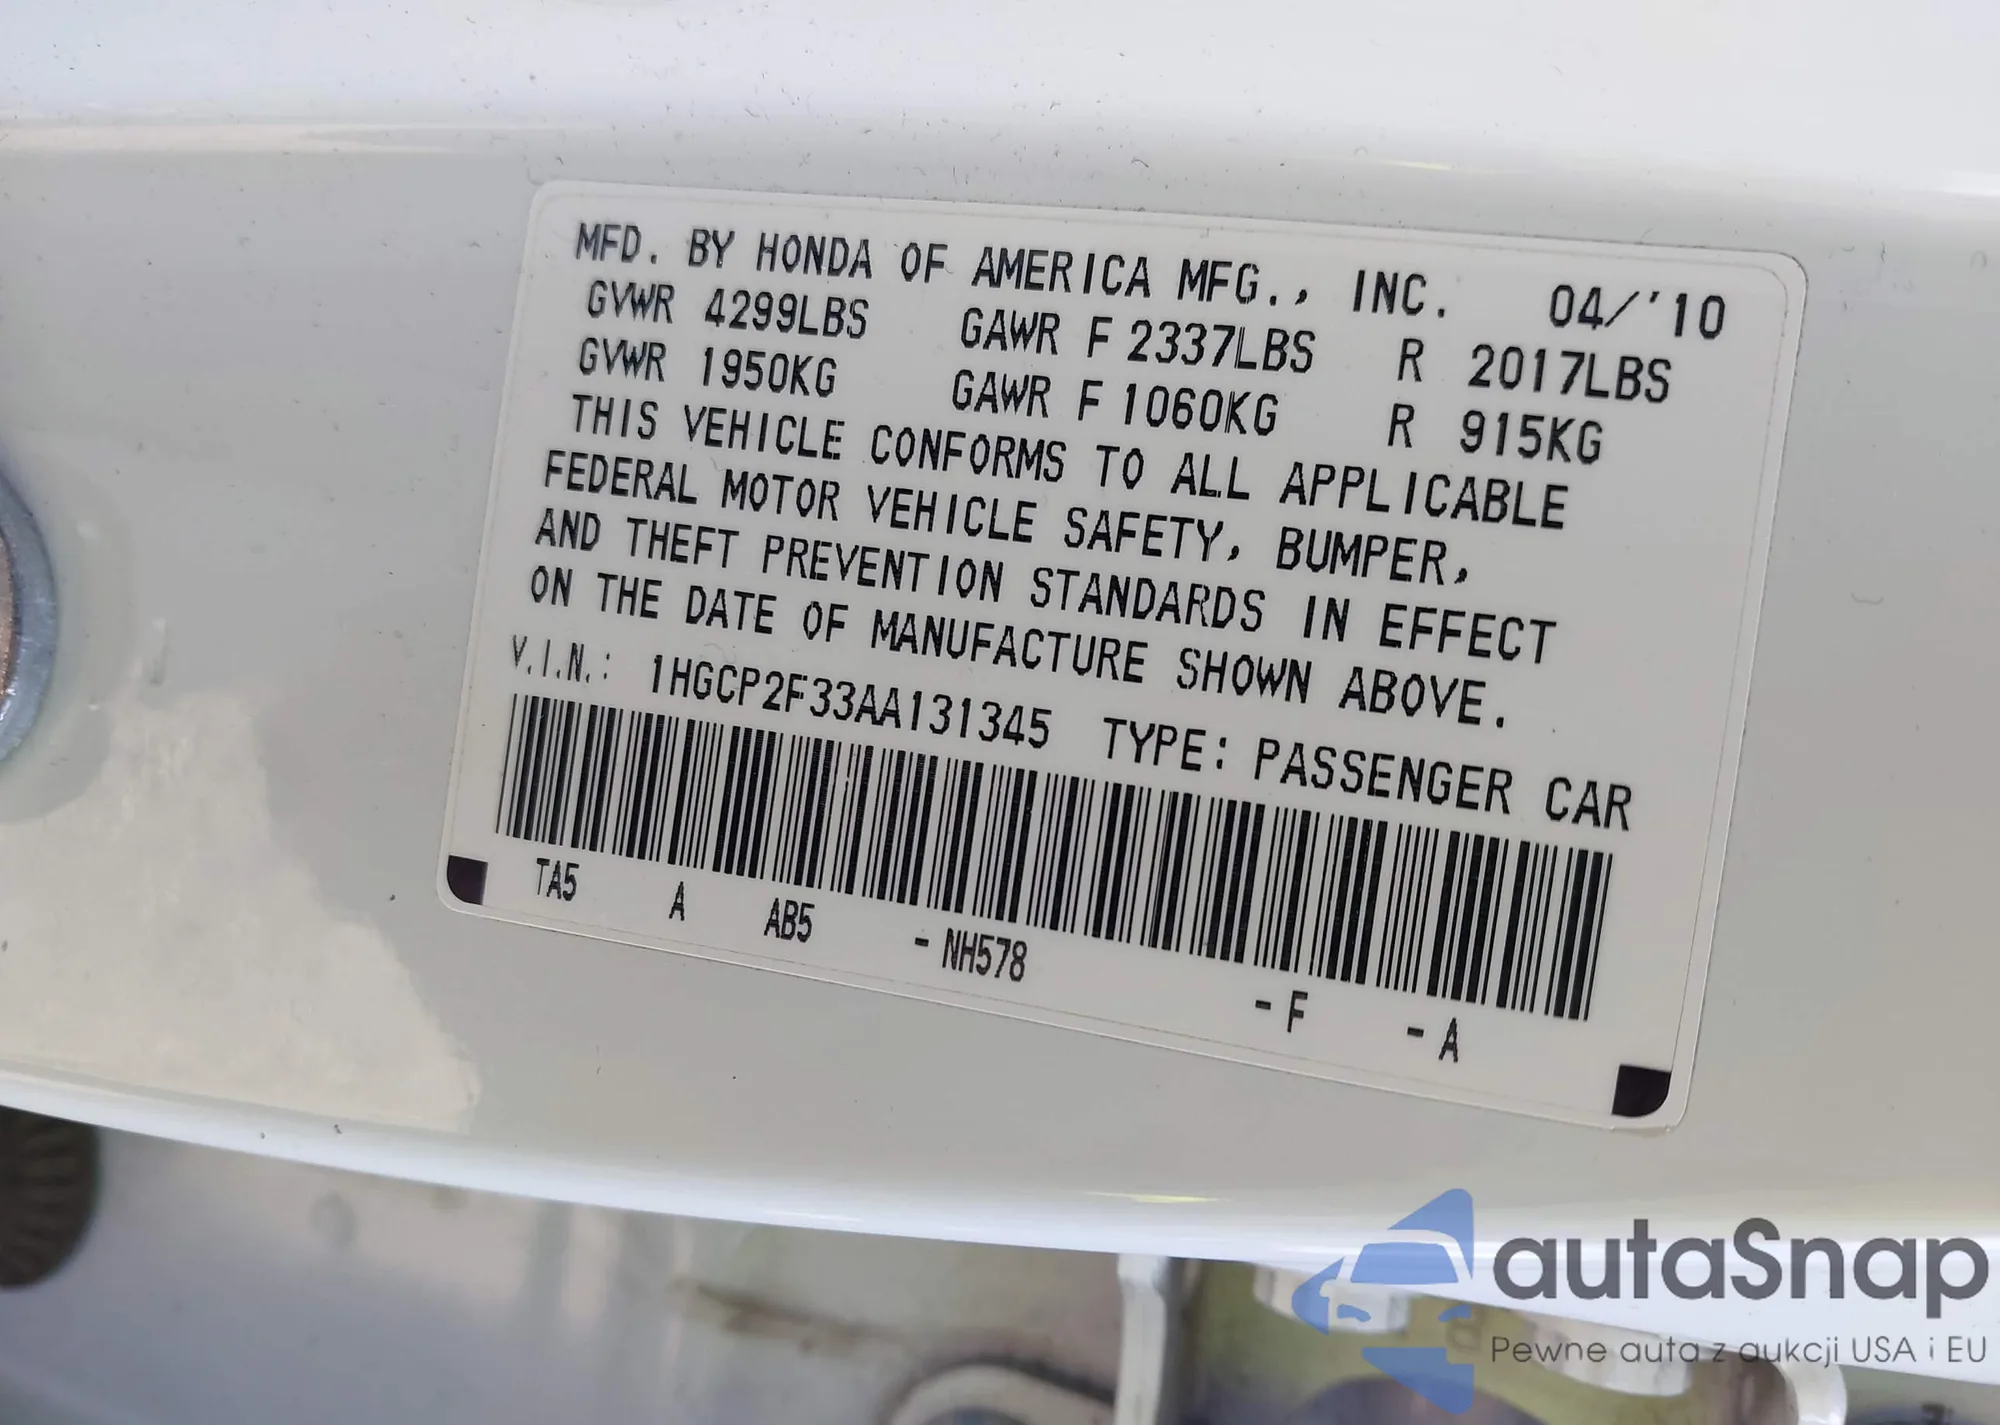 MFD. BY HONDA OF AMERICA MFG., INC. 04/'10
GVWR 4299LBS GAWR F 2337LBS R 2017LBS
GVWR 1950KG GAWR F 1060KG R 915KG
THIS VEHICLE CONFORMS TO ALL APPLICABLE
FEDERAL MOTOR VEHICLE SAFETY, BUMPER,
AND THEFT PREVENTION STANDARDS IN EFFECT
ON THE DATE OF MANUFACTURE SHOWN ABOVE.
V.I.N.: 1HGCP2F33AA131345 TYPE: PASSENGER CAR
TA5 A AB5 -NH578 -F -A
autaSnap
Pewne auta z aukcji USA i EU